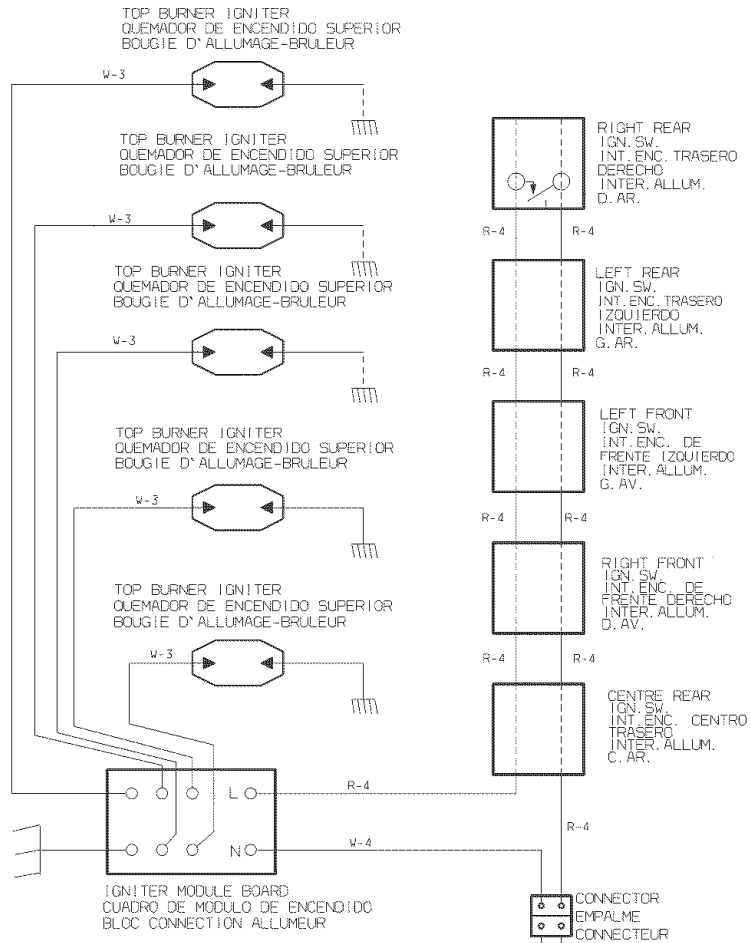 TOP BURNER IGNITER
QUEMADOR DE ENCENDIDO SUPERIOR
BOUGIE D'ALLUMAGE-BRULEUR
W-3
TOP BURNER IGNITER
QUEMADOR DE ENCENDIDO SUPERIOR
BOUGIE D'ALLUMAGE-BRULEUR
W-3
TOP BURNER IGNITER
QUEMADOR DE ENCENDIDO SUPERIOR
BOUGIE D'ALLUMAGE-BRULEUR
W-3
TOP BURNER IGNITER
QUEMADOR DE ENCENDIDO SUPERIOR
BOUGIE D'ALLUMAGE-BRULEUR
W-3
TOP BURNER IGNITER
QUEMADOR DE ENCENDIDO SUPERIOR
BOUGIE D'ALLUMAGE-BRULEUR
W-3
L
N
IGNITER MODULE BOARD
CUADRO DE MODULO DE ENCENDIDO
BLOC CONNECTION ALLUMEUR
R-4
W-4
RIGHT REAR
IGN.SW.
INT.ENC.TRASERO
DERECHO
INTER.ALLUM.
D.AR.
R-4
R-4
LEFT REAR
IGN.SW.
INT.ENC.TRASERO
IZQUIERDO
INTER.ALLUM.
G.AR.
R-4
R-4
LEFT FRONT
IGN.SW.
INT.ENC. DE
FRENTE IZQUIERDO
INTER.ALLUM.
G.AV.
R-4
R-4
RIGHT FRONT
IGN.SW.
INT.ENC. DE
FRENTE DERECHO
INTER.ALLUM.
D.AV.
R-4
R-4
CENTRE REAR
IGN.SW.
INT.ENC. CENTRO
TRASERO
INTER.ALLUM.
C.AR.
R-4
CONNECTOR
EMPALME
CONNECTEUR